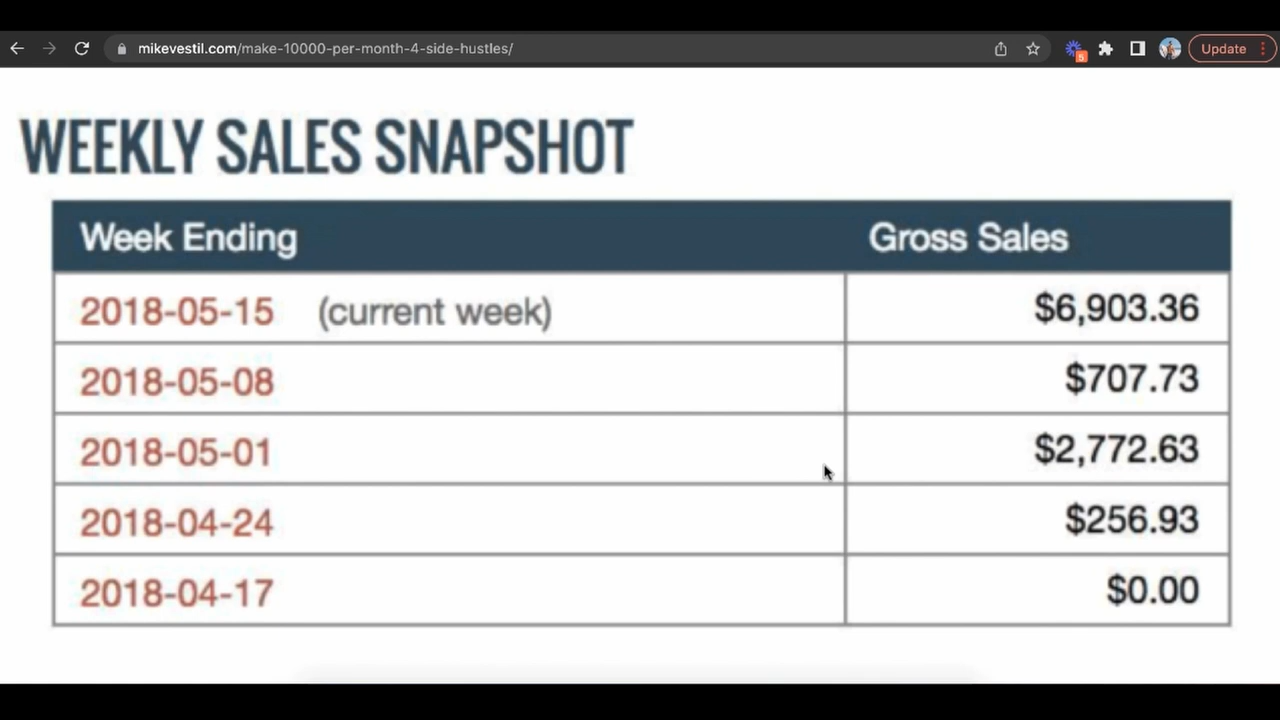 mikevestil.com/make-10000-per-month-4-side-hustles/
5
Update
WEEKLY SALES SNAPSHOT
Week Ending Gross Sales
2018-05-15 (current week) $6,903.36
2018-05-08 $707.73
2018-05-01 $2,772.63
2018-04-24 $256.93
2018-04-17 $0.00